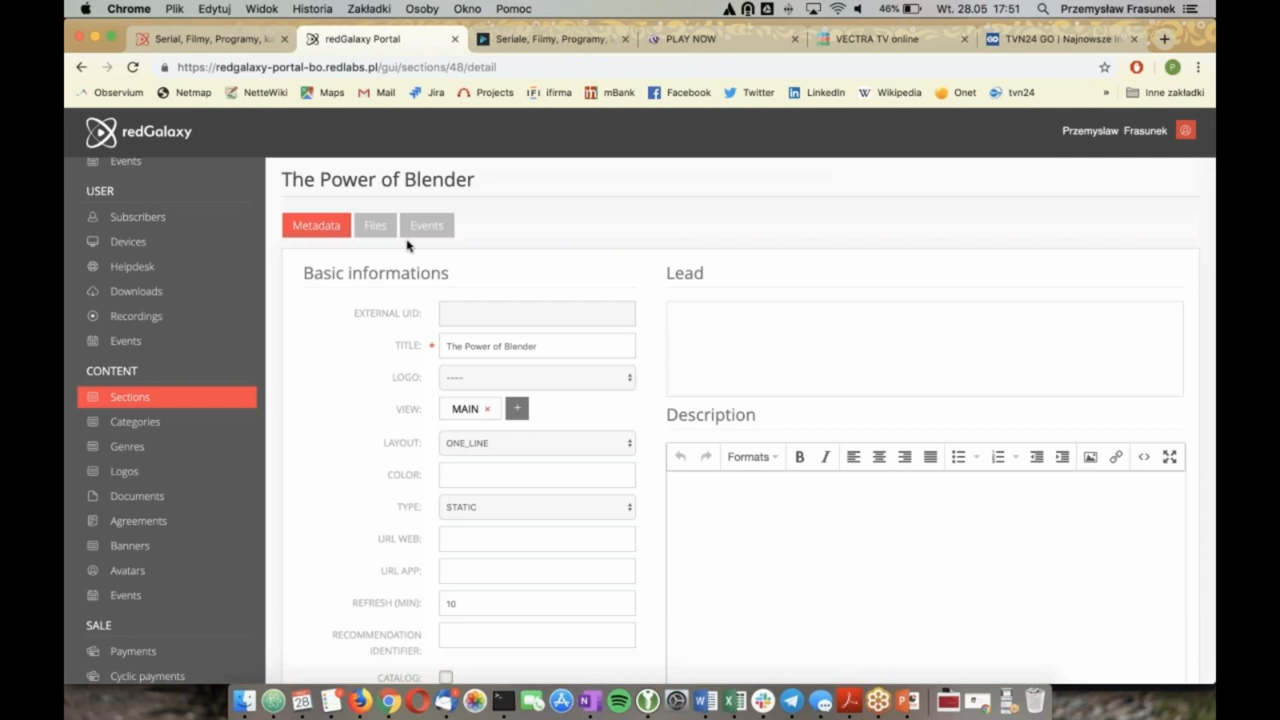 Chrome Plik Edytuj Widok Historia Zakładki Osoby Okno Pomoc 46% Wt. 28.05 17:51 Przemysław Frasunek
Serial, Filmy, Programy, × redGalaxy Portal × Seriale, Filmy, Programy, × PLAY NOW × VECTRA TV online × TVN24 GO | Najnowsze × +
https://redgalaxy-portal-bo.redlabs.pl/gui/sections/48/detail
Observium Netmap NetteWiki Maps Mail Jira Projects ifirma mBank Facebook Twitter LinkedIn Wikipedia Onet tvn24 » Inne zakładki
redGalaxy
Przemyslaw Frasunek
Events
USER
Subscribers
Devices
Helpdesk
Downloads
Recordings
Events
CONTENT
Sections
Categories
Genres
Logos
Documents
Agreements
Banners
Avatars
Events
SALE
Payments
Cyclic payments
The Power of Blender
Metadata Files Events
Basic informations
EXTERNAL UID:
TITLE: * The Power of Blender
LOGO: ----
VIEW: MAIN × +
LAYOUT: ONE_LINE
COLOR:
TYPE: STATIC
URL WEB:
URL APP:
REFRESH (MIN): 10
RECOMMENDATION
IDENTIFIER:
CATALOG:
Lead
Description
Formats B I